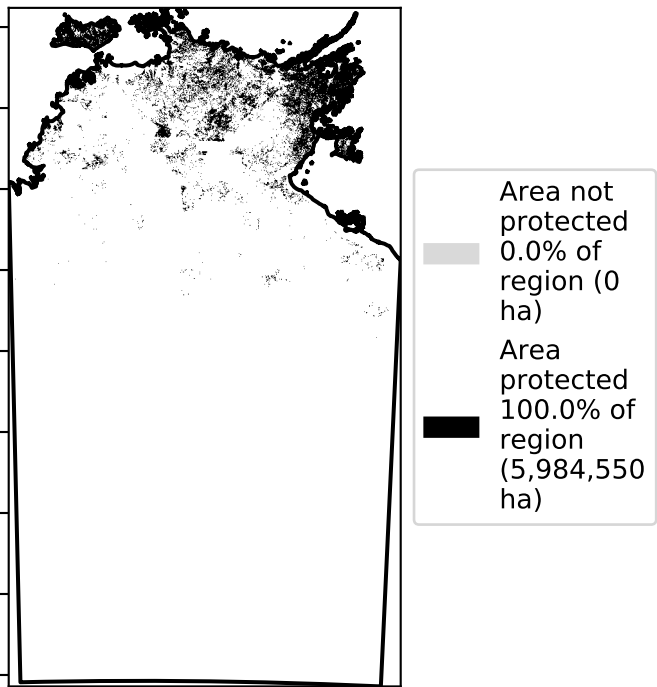 Area not
protected
0.0% of
region (0
ha)
Area
protected
100.0% of
region
(5,984,550
ha)